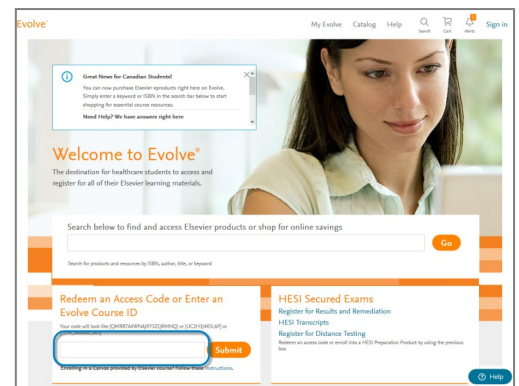 Evolve
My Evolve Catalog Help Search Cart Alerts Sign in
Great News for Canadian Students!
You can now purchase Elsevier eproducts right here on Evolve.
Simply enter a keyword or ISBN in the search bar below to start
shopping for essential course resources.
Need Help? We have answers right here
Welcome to Evolve®
The destination for healthcare students to access and
register for all of their Elsevier learning materials.
Search below to find and access Elsevier products or shop for online savings
Go
Search for products and resources by ISBN, author, title, or keyword
Redeem an Access Code or Enter an
Evolve Course ID
Your code will look like
or
Submit
Enrolling in a Canvas provided by Elsevier course? Follow these instructions.
HESI Secured Exams
Register for Results and Remediation
HESI Transcripts
Register for Distance Testing
Redeem an access code or enroll into a HESI Preparation Product by using the previous
box
Help